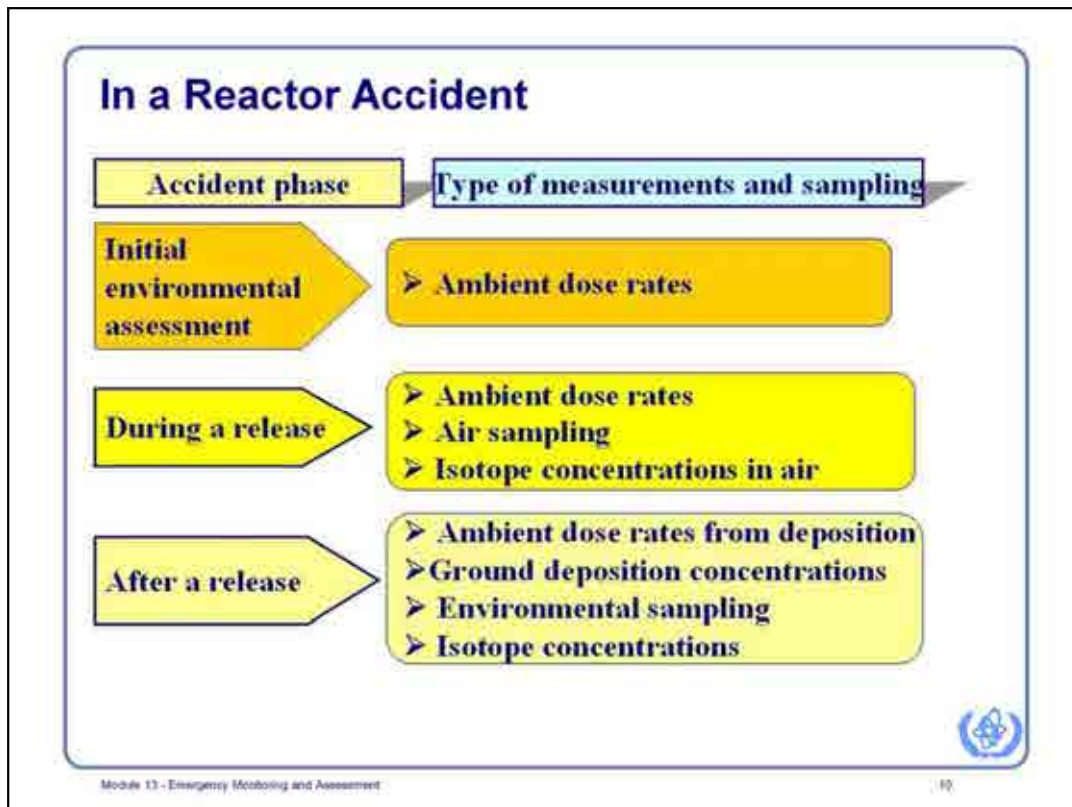 In a Reactor Accident
Accident phase
Type of measurements and sampling
Initial
environmental
assessment
➤ Ambient dose rates
During a release
➤ Ambient dose rates
➤ Air sampling
➤ Isotope concentrations in air
After a release
➤ Ambient dose rates from deposition
➤Ground deposition concentrations
➤ Environmental sampling
➤ Isotope concentrations
Module 13 - Emergency Monitoring and Assessment
10